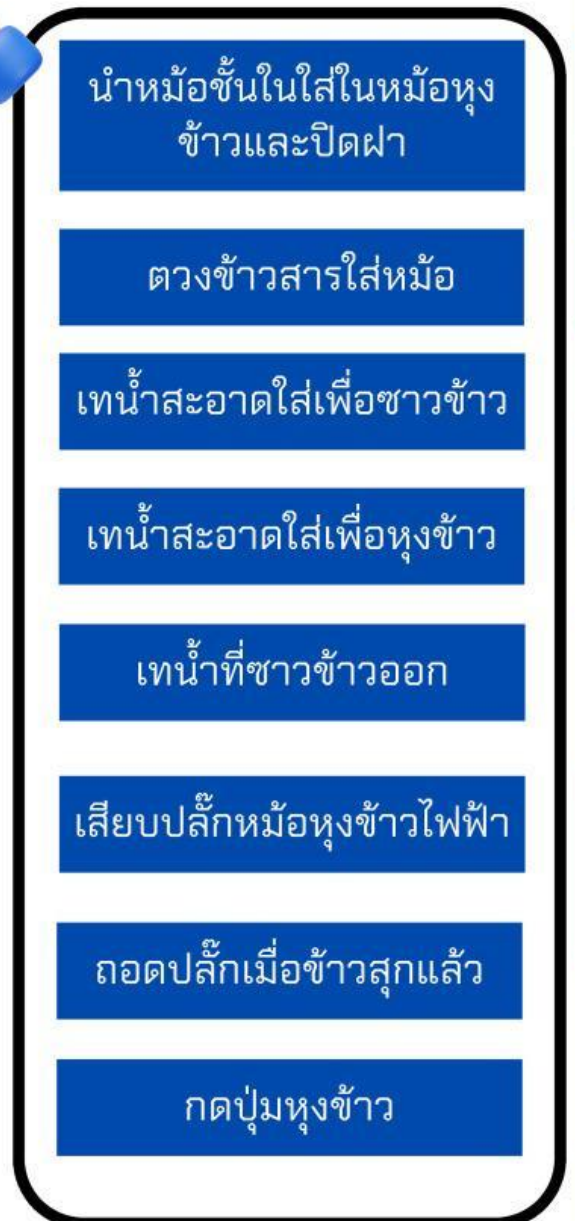 นำหม้อชั้นในใส่ในหม้อหุง
ข้าวและปิดฝา
ตวงข้าวสารใส่หม้อ
เทน้ำสะอาดใส่เพื่อซาวข้าว
เทน้ำสะอาดใส่เพื่อหุงข้าว
เทน้ำที่ซาวข้าวออก
เสียบปลั๊กหม้อหุงข้าวไฟฟ้า
ถอดปลั๊กเมื่อข้าวสุกแล้ว
กดปุ่มหุงข้าว